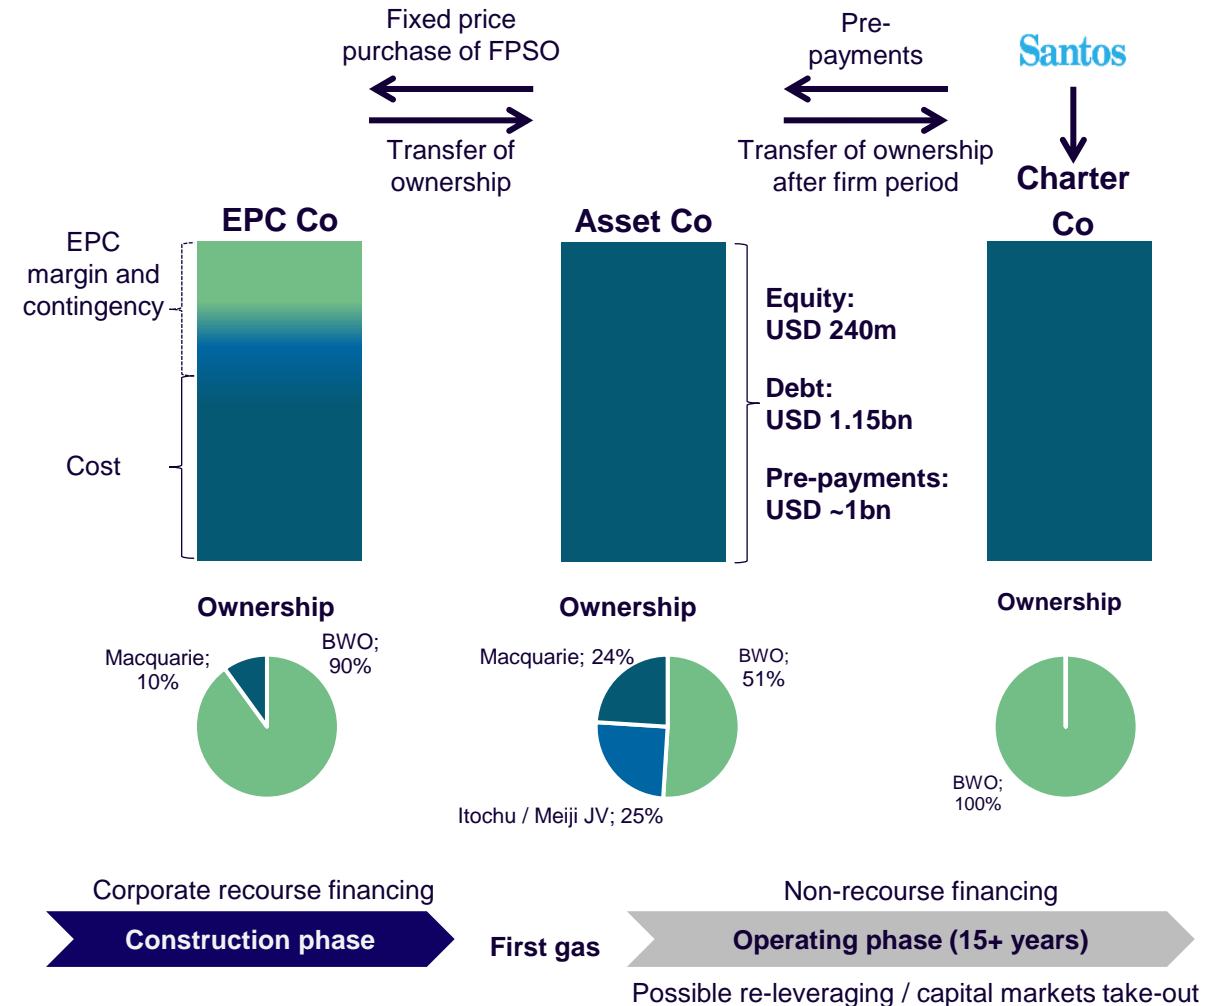 Fixed price
purchase of FPSO
Transfer of
ownership
Pre-
payments
Transfer of ownership
after firm period
Santos
Charter
Co
EPC Co
Asset Co
EPC
margin and
contingency
Cost
Equity:
USD 240m
Debt:
USD 1.15bn
Pre-payments:
USD ~1bn
Ownership
Macquarie;
10%
BWO;
90%
Ownership
Macquarie; 24%
BWO;
51%
Itochu / Meiji JV; 25%
Ownership
BWO;
100%
Corporate recourse financing
Construction phase
First gas
Non-recourse financing
Operating phase (15+ years)
Possible re-leveraging / capital markets take-out